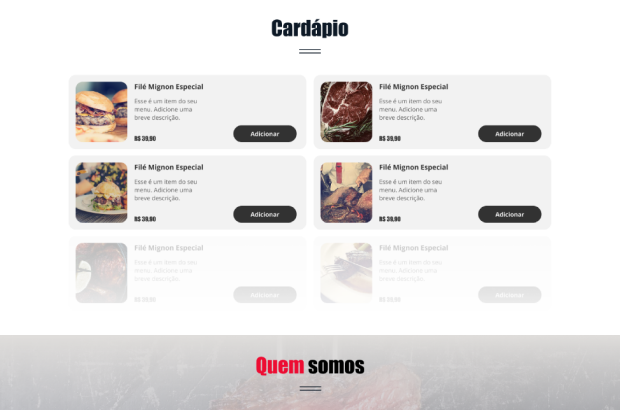 Cardápio
Filé Mignon Especial
Esse é um item do seu
menu. Adicione uma
breve descrição.
R$ 39,90
Adicionar
Filé Mignon Especial
Esse é um item do seu
menu. Adicione uma
breve descrição.
R$ 39,90
Adicionar
Filé Mignon Especial
Esse é um item do seu
menu. Adicione uma
breve descrição.
R$ 39,90
Adicionar
Filé Mignon Especial
Esse é um item do seu
menu. Adicione uma
breve descrição.
R$ 39,90
Adicionar
Filé Mignon Especial
Esse é um item do seu
menu. Adicione uma
breve descrição.
R$ 39,90
Adicionar
Filé Mignon Especial
Esse é um item do seu
menu. Adicione uma
breve descrição.
R$ 39,90
Adicionar
Quem somos